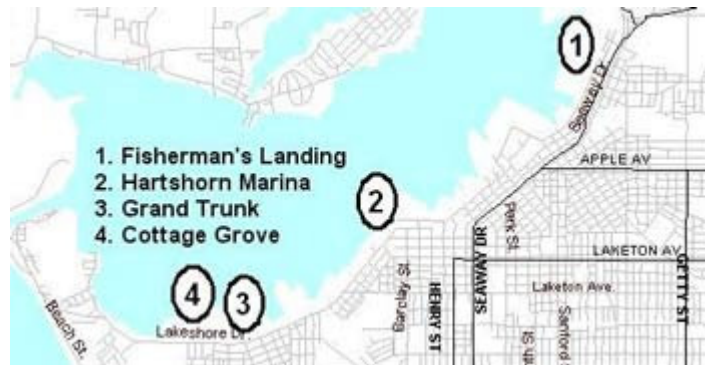 1
Seaway Dr
1. Fisherman's Landing
2. Hartshorn Marina
3. Grand Trunk
4. Cottage Grove
APPLE AV
2
Park St.
SEAWAY DR
LAKETON AV
GETTY ST
Barclay St.
HENRY ST
Laketon Ave.
4
3
Beach St.
Lakeshore Dr.
Sanford